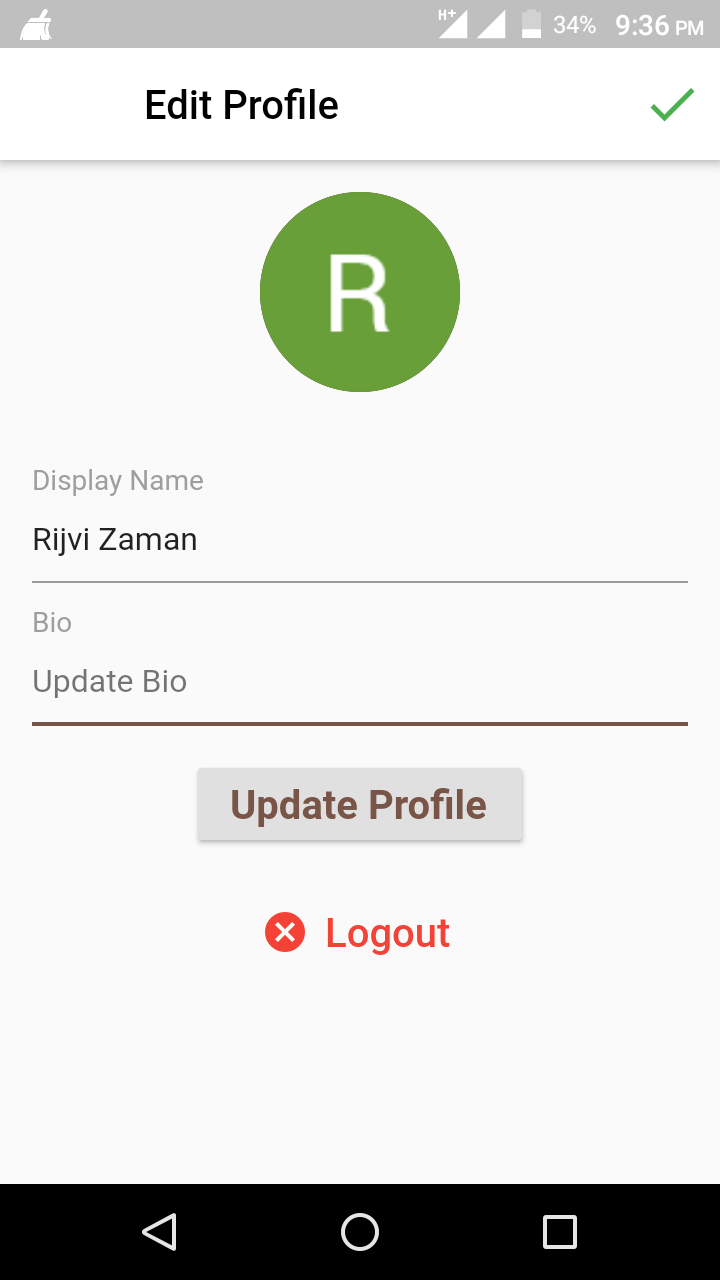 H+ 34% 9:36 PM
Edit Profile
R
Display Name
Rijvi Zaman
Bio
Update Bio
Update Profile
Logout